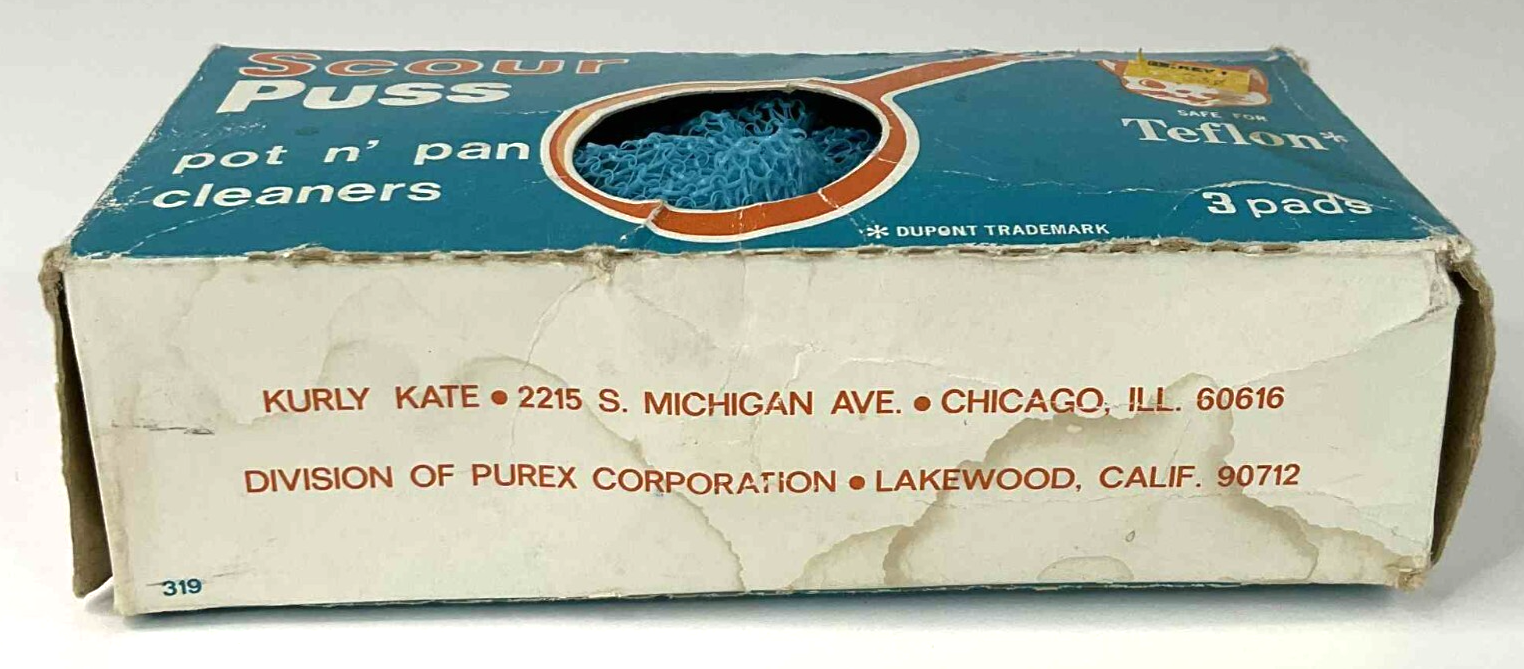 Scour
Puss
pot n' pan
cleaners
SAFE FOR
Teflon*
3 pads
* DUPONT TRADEMARK
KURLY KATE • 2215 S. MICHIGAN AVE. • CHICAGO, ILL. 60616
DIVISION OF PUREX CORPORATION • LAKEWOOD, CALIF. 90712
319